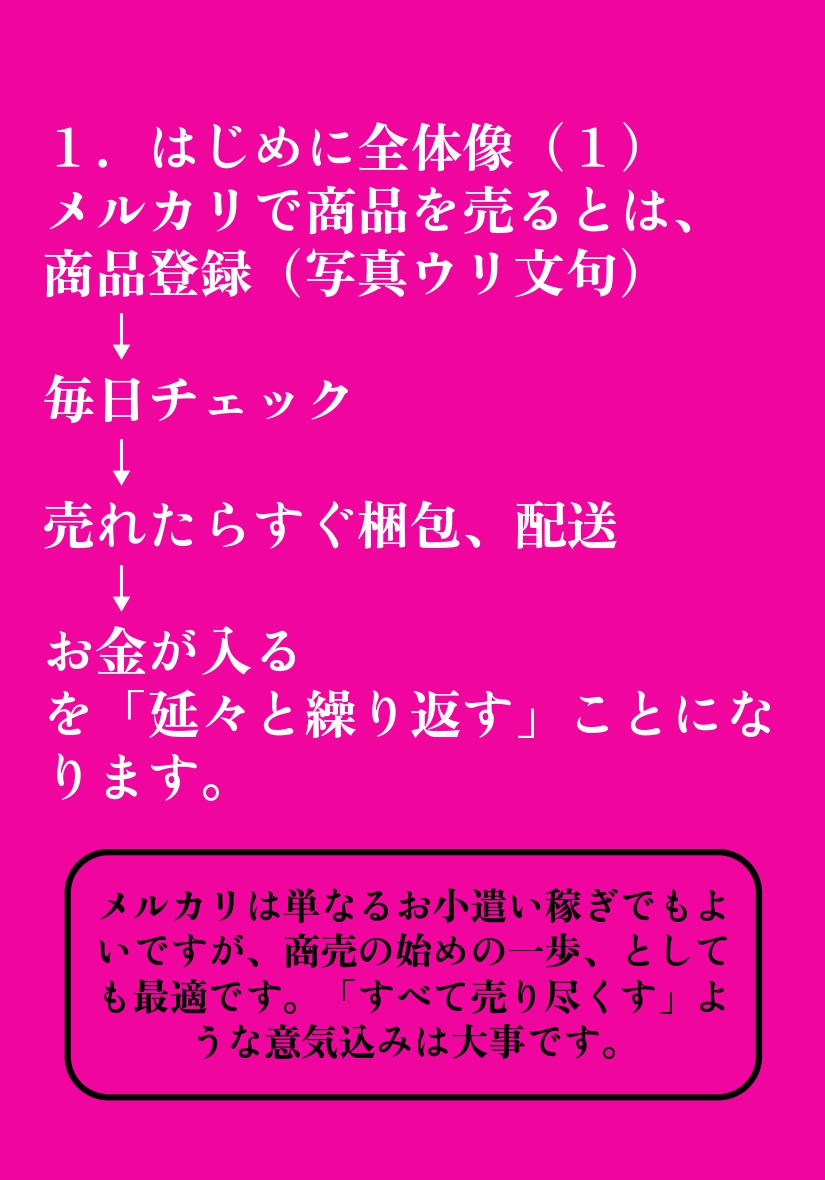 １．はじめに全体像（１）
メルカリで商品を売るとは、
商品登録（写真ウリ文句）
↓
毎日チェック
↓
売れたらすぐ梱包、配送
↓
お金が入る
を「延々と繰り返す」ことにな
ります。
メルカリは単なるお小遣い稼ぎでもよ
いですが、商売の始めの一歩、として
も最適です。「すべて売り尽くす」よ
うな意気込みは大事です。